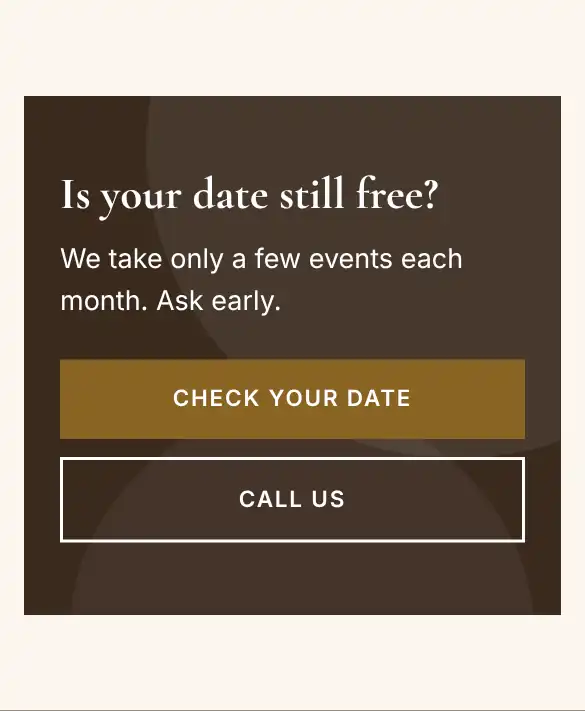 Is your date still free?
We take only a few events each
month. Ask early.
CHECK YOUR DATE
CALL US